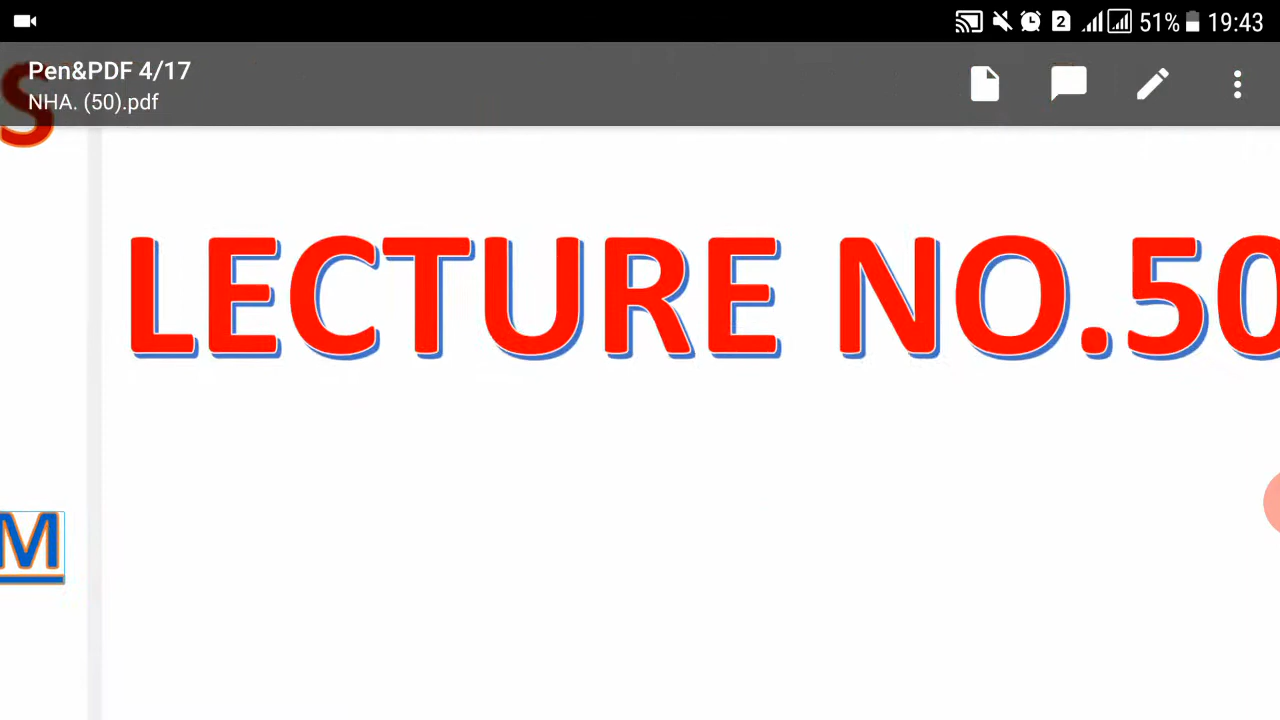 51% 19:43
Pen&PDF 4/17
NHA. (50).pdf
S
LECTURE NO.50
M